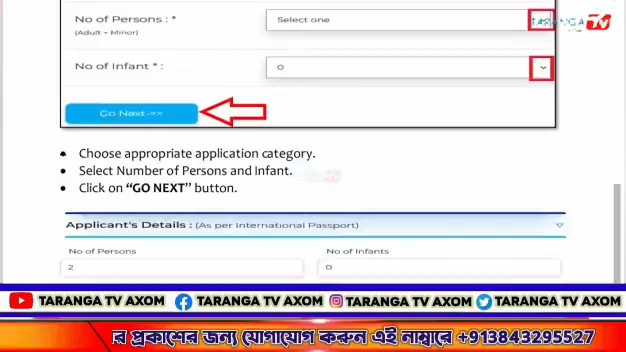 No of Persons : *
(Adult + Minor)
Select one
TARANGA TV
No of Infant * :
0
Go Next ->>
• Choose appropriate application category.
• Select Number of Persons and Infant.
• Click on “GO NEXT” button.
Applicant's Details : (As per International Passport)
No of Persons
No of Infants
2
0
TARANGA TV AXOM TARANGA TV AXOM TARANGA TV AXOM TARANGA TV AXOM
র প্রকাশের জন্য যোগাযোগ করুন এই নাম্বারে +913843295527